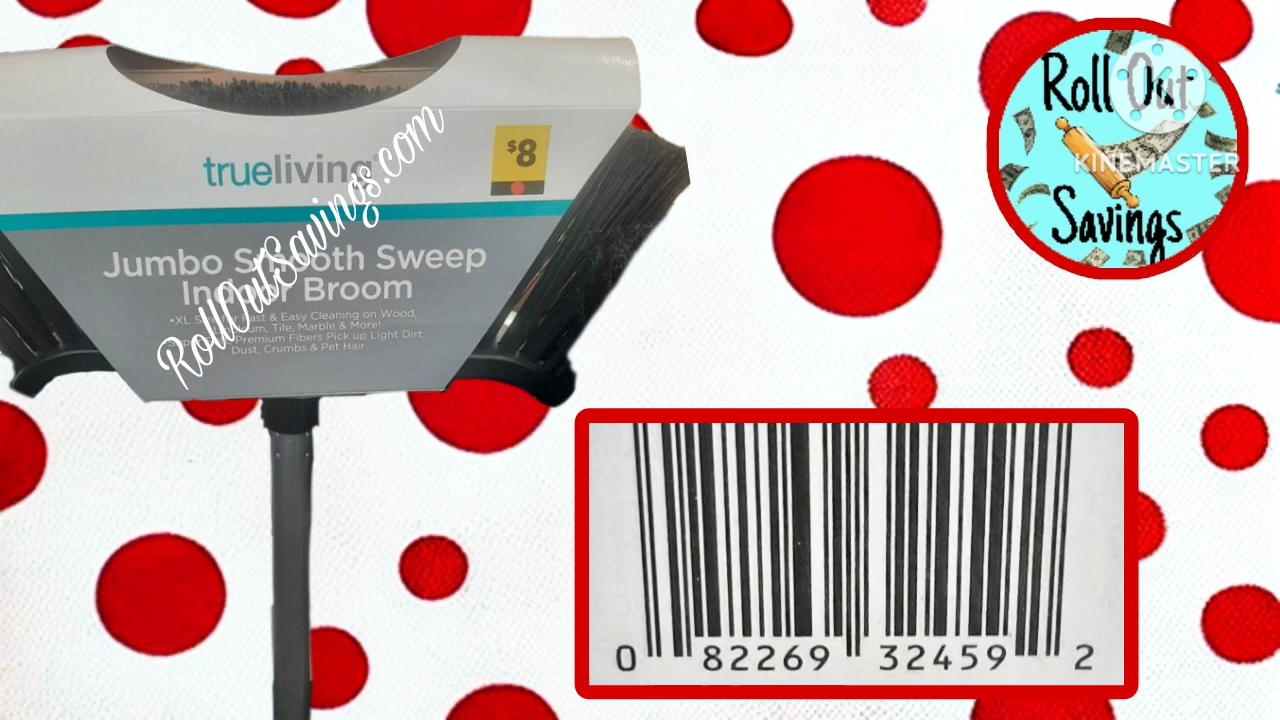 trueliving
$8
Jumbo Smooth Sweep
Indoor Broom
•XL Fast & Easy Cleaning on Wood,
Tile, Marble & More!
Premium Fibers Pick up Light Dirt,
Dust, Crumbs & Pet Hair
RollOutSavings.com
Roll Out
KINEMASTER
Savings
0 82269 32459 2